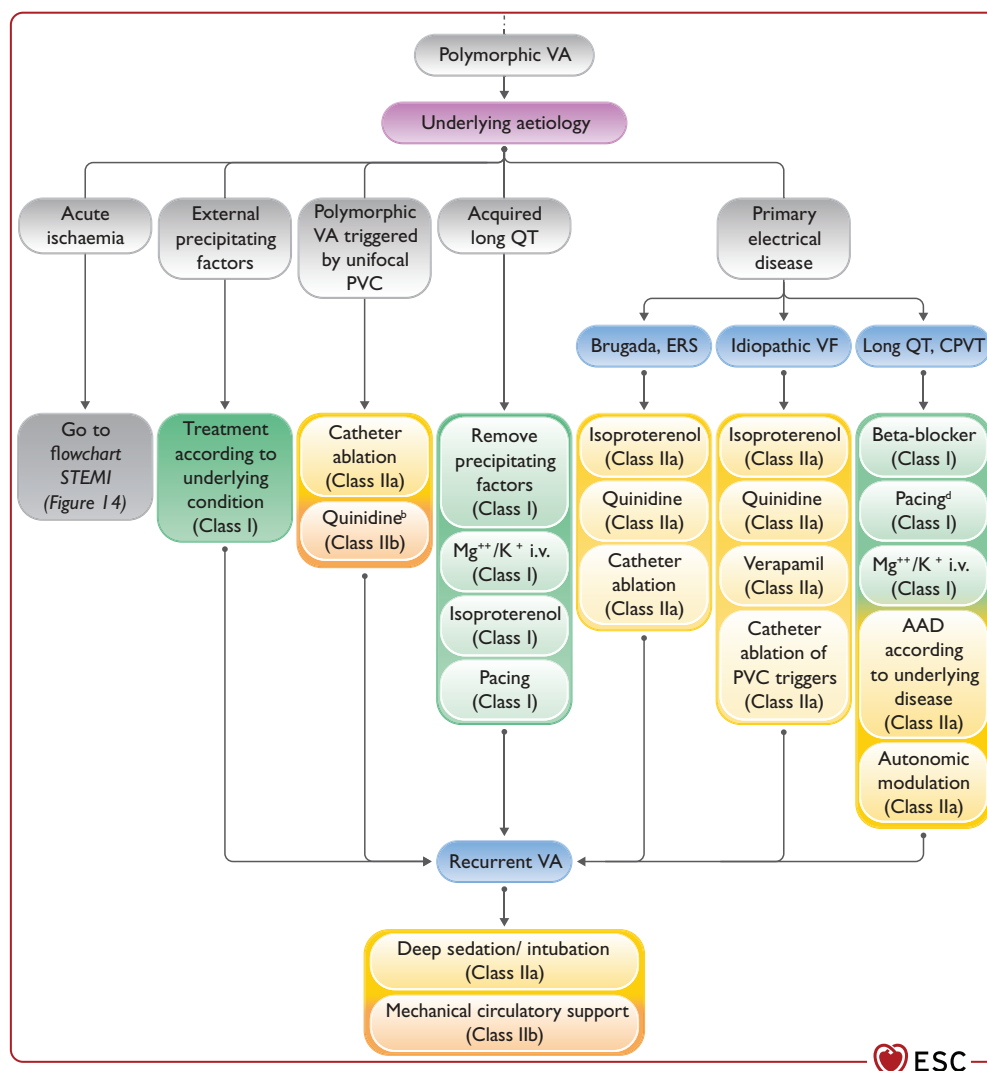 Polymorphic VA
Underlying aetiology
Acute
ischaemia
External
precipitating
factors
Polymorphic
VA triggered
by unifocal
PVC
Acquired
long QT
Primary
electrical
disease
Brugada, ERS
Idiopathic VF
Long QT, CPVT
Go to
flowchart
STEMI
(Figure 14)
Treatment
according to
underlying
condition
(Class I)
Catheter
ablation
(Class IIa)
Quinidineᵇ
(Class IIb)
Remove
precipitating
factors
(Class I)
Mg⁺⁺/K⁺ i.v.
(Class I)
Isoproterenol
(Class I)
Pacing
(Class I)
Isoproterenol
(Class IIa)
Quinidine
(Class IIa)
Catheter
ablation
(Class IIa)
Isoproterenol
(Class IIa)
Quinidine
(Class IIa)
Verapamil
(Class IIa)
Catheter
ablation of
PVC triggers
(Class IIa)
Beta-blocker
(Class I)
Pacingᵈ
(Class I)
Mg⁺⁺/K⁺ i.v.
(Class I)
AAD
according
to underlying
disease
(Class IIa)
Autonomic
modulation
(Class IIa)
Recurrent VA
Deep sedation/ intubation
(Class IIa)
Mechanical circulatory support
(Class IIb)
ESC